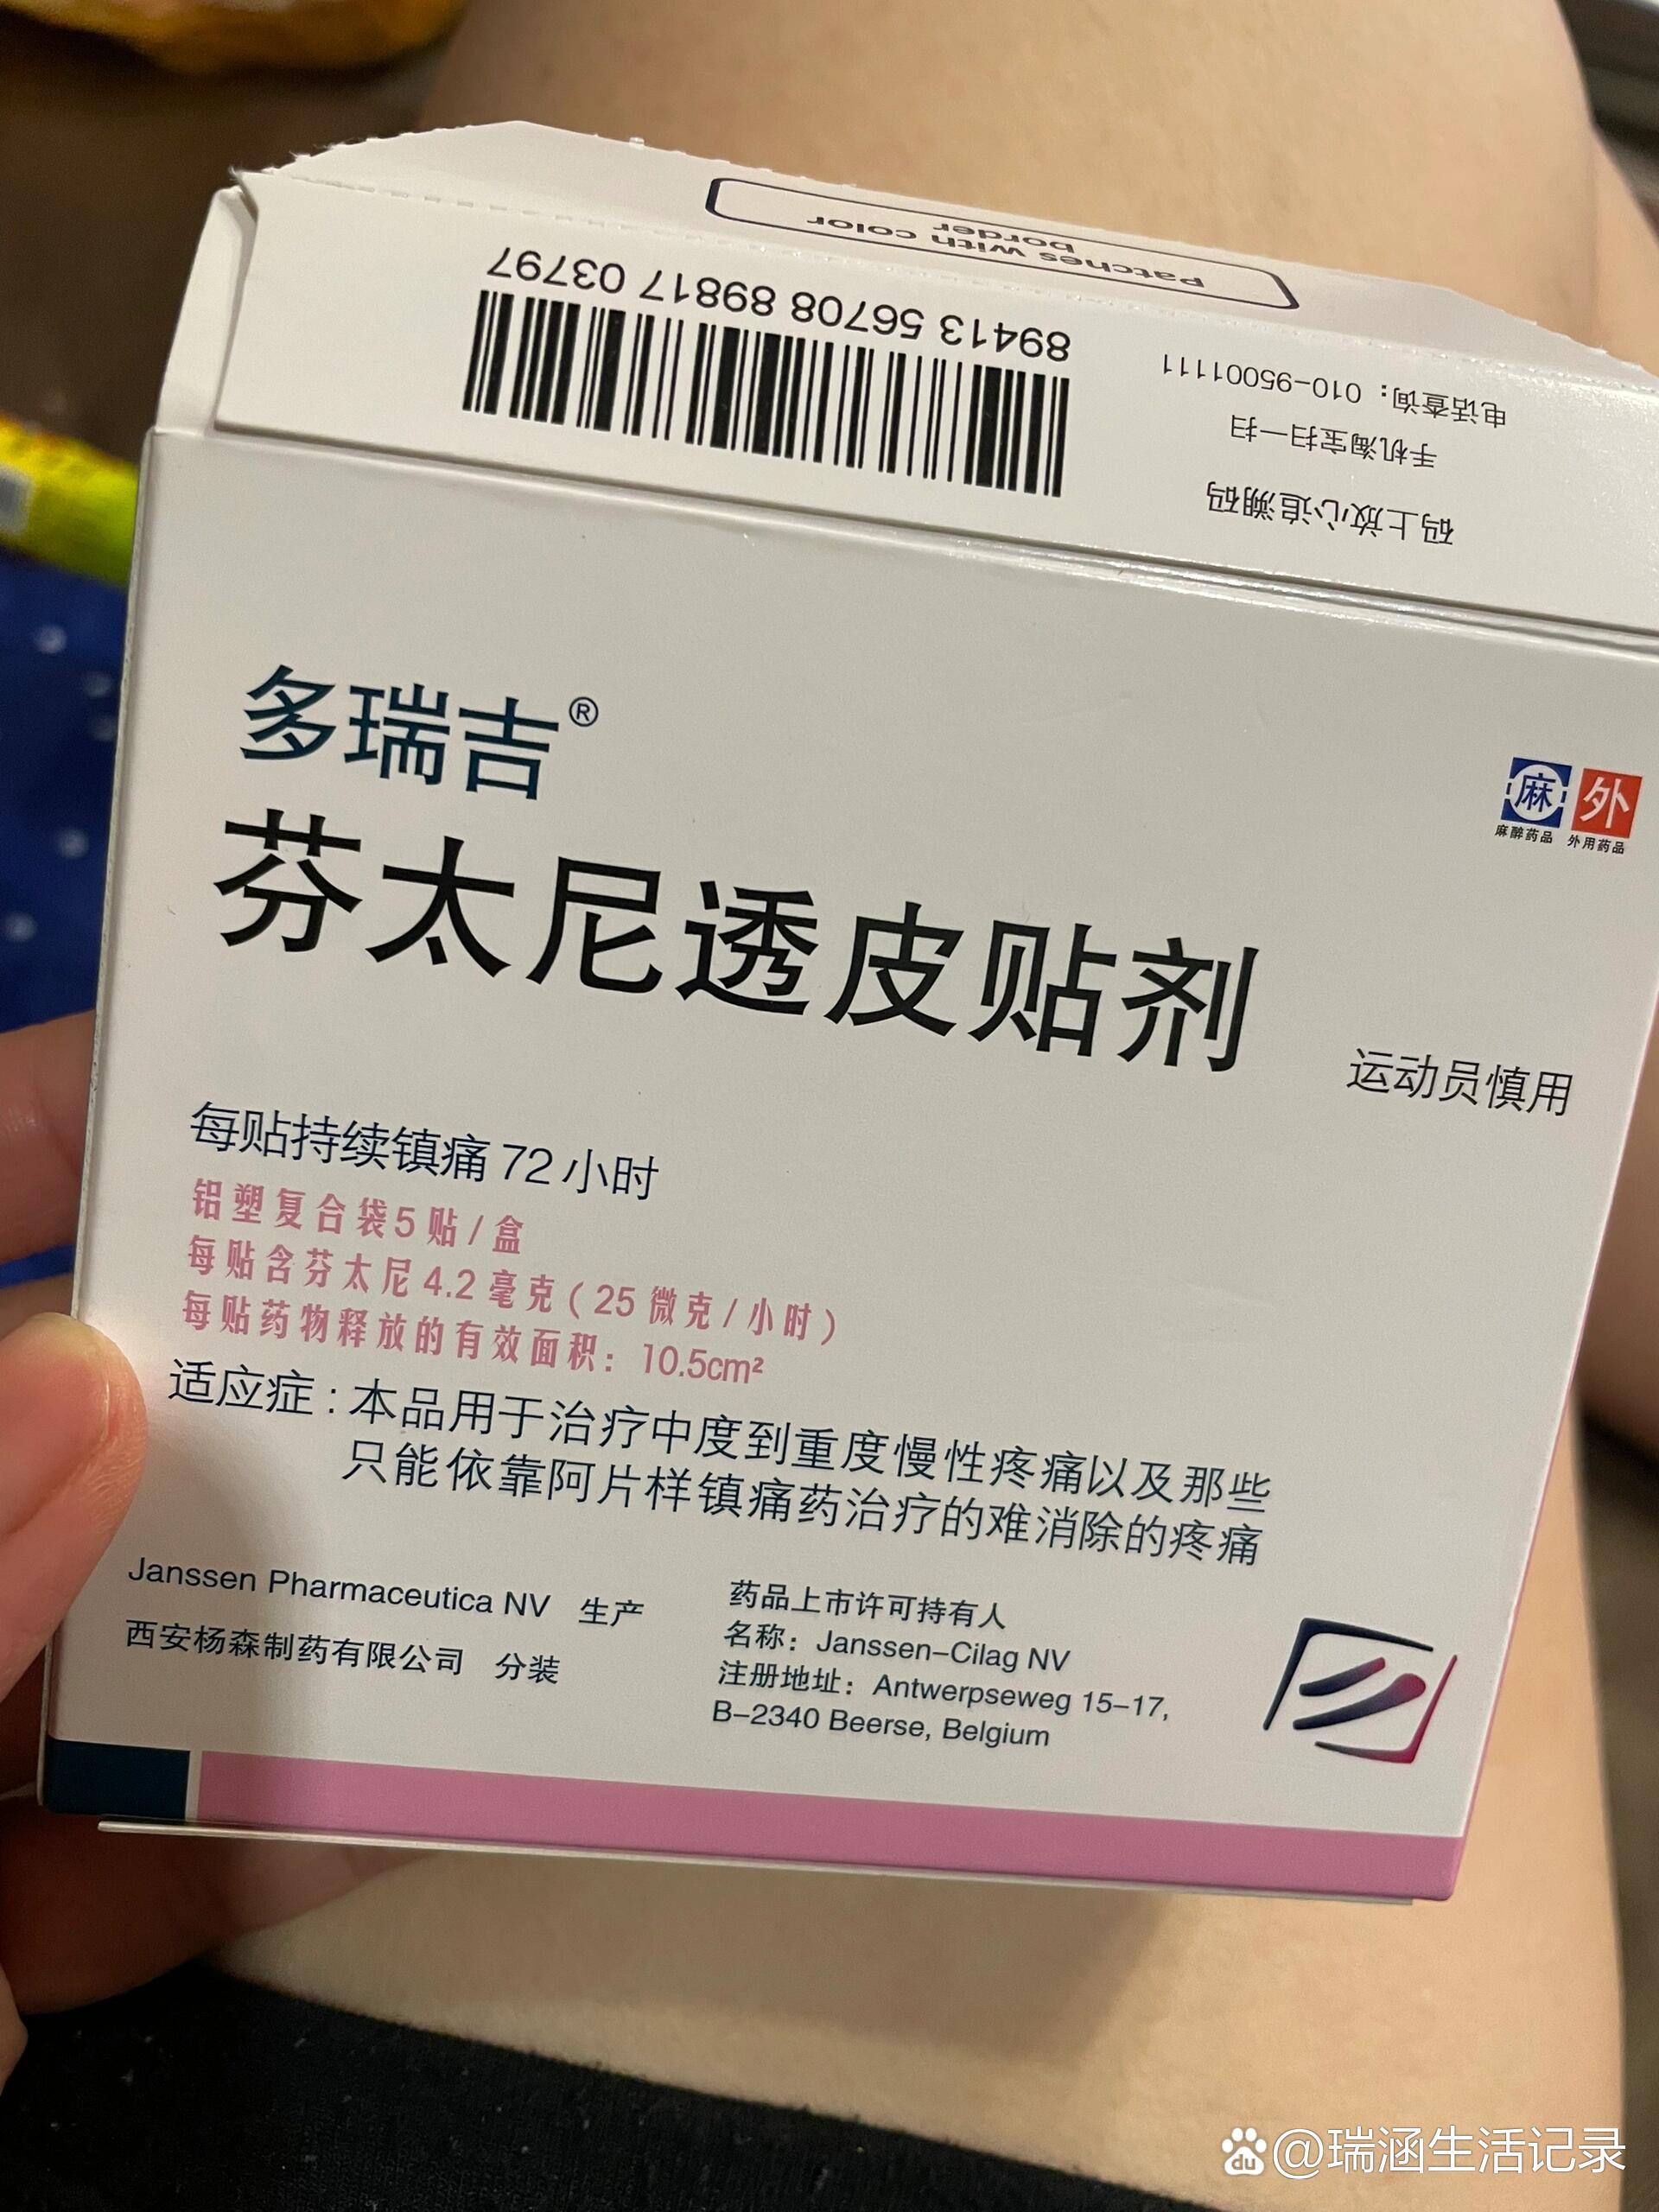 Patches with color
border
89413 56708 89817 03797
码上放心追溯码
手机淘宝扫一扫
电话查询：010-95001111
多瑞吉®
芬太尼透皮贴剂
麻 外
麻醉药品 外用药品
运动员慎用
每贴持续镇痛72小时
铝塑复合袋5贴/盒
每贴含芬太尼4.2毫克(25微克/小时)
每贴药物释放的有效面积：10.5cm²
适应症：本品用于治疗中度到重度慢性疼痛以及那些
只能依靠阿片样镇痛药治疗的难消除的疼痛
Janssen Pharmaceutica NV 生产
西安杨森制药有限公司 分装
药品上市许可持有人
名称：Janssen-Cilag NV
注册地址：Antwerpseweg 15-17,
B-2340 Beerse, Belgium
du @瑞涵生活记录